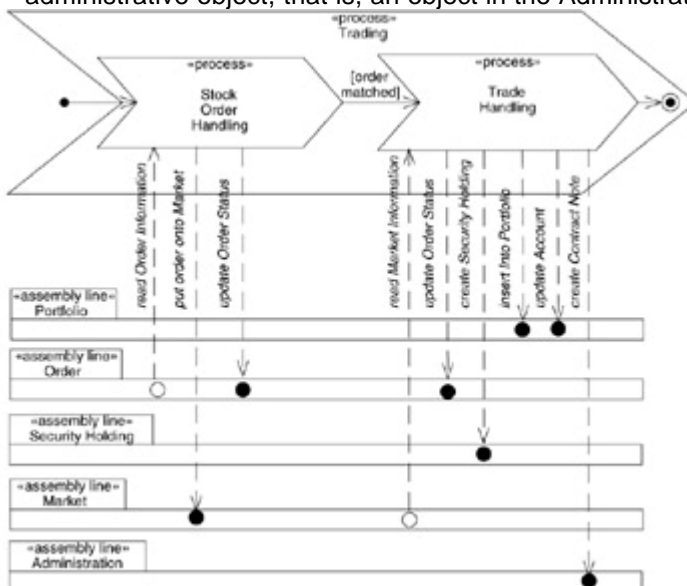 administrative object, that is, an object in the Administrat
«process»
Trading
«process»
Stock
Order
Handling
[order
matched]
«process»
Trade
Handling
read Order Information
put order onto Market
update Order Status
read Market Information
update Order Status
create Security Holding
insert Into Portfolio
update Account
create Contract Note
«assembly line»
Portfolio
«assembly line»
Order
«assembly line»
Security Holding
«assembly line»
Market
«assembly line»
Administration